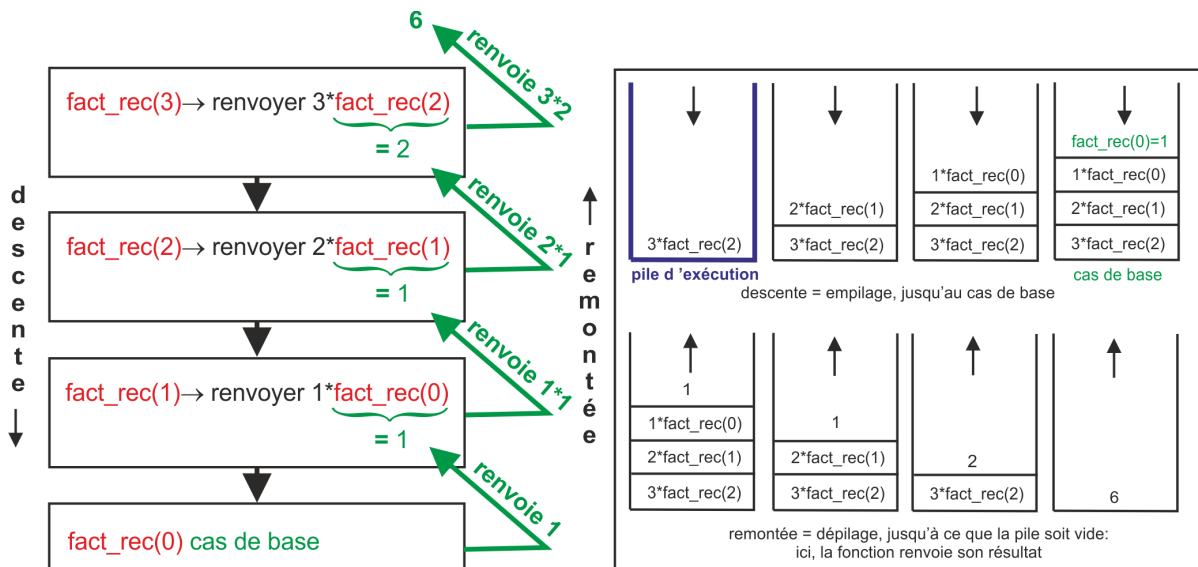 6
renvoie 3*2
fact_rec(3)→ renvoyer 3*fact_rec(2)
= 2
descente ↓
renvoie 2*1
fact_rec(2)→ renvoyer 2*fact_rec(1)
= 1
renvoie 1*1
fact_rec(1)→ renvoyer 1*fact_rec(0)
= 1
renvoie 1
fact_rec(0) cas de base
↑ remontée
3*fact_rec(2)
pile d 'exécution
2*fact_rec(1)
3*fact_rec(2)
1*fact_rec(0)
2*fact_rec(1)
3*fact_rec(2)
fact_rec(0)=1
1*fact_rec(0)
2*fact_rec(1)
3*fact_rec(2)
cas de base
descente = empilage, jusqu'au cas de base
1
1*fact_rec(0)
2*fact_rec(1)
3*fact_rec(2)
1
2*fact_rec(1)
3*fact_rec(2)
2
3*fact_rec(2)
6
remontée = dépilage, jusqu'à ce que la pile soit vide:
ici, la fonction renvoie son résultat